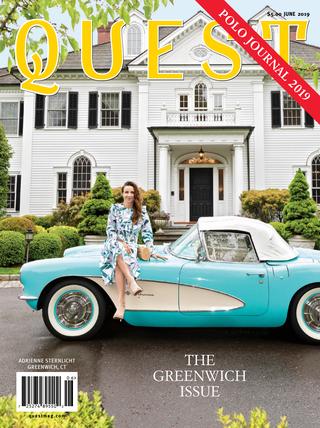 $5.00 JUNE 2019
QUEST
POLO JOURNAL 2019
ADRIENNE STERNLICHT
GREENWICH, CT
THE
GREENWICH
ISSUE
questmag.com